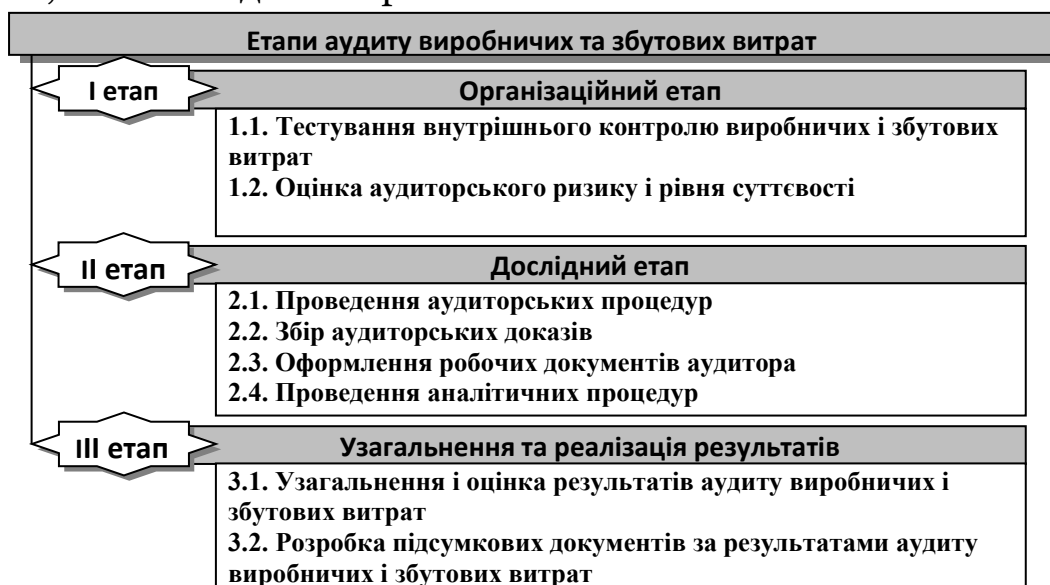 Етапи аудиту виробничих та збутових витрат
І етап
Організаційний етап
1.1. Тестування внутрішнього контролю виробничих і збутових
витрат
1.2. Оцінка аудиторського ризику і рівня суттєвості
ІІ етап
Дослідний етап
2.1. Проведення аудиторських процедур
2.2. Збір аудиторських доказів
2.3. Оформлення робочих документів аудитора
2.4. Проведення аналітичних процедур
ІІІ етап
Узагальнення та реалізація результатів
3.1. Узагальнення і оцінка результатів аудиту виробничих і
збутових витрат
3.2. Розробка підсумкових документів за результатами аудиту
виробничих і збутових витрат